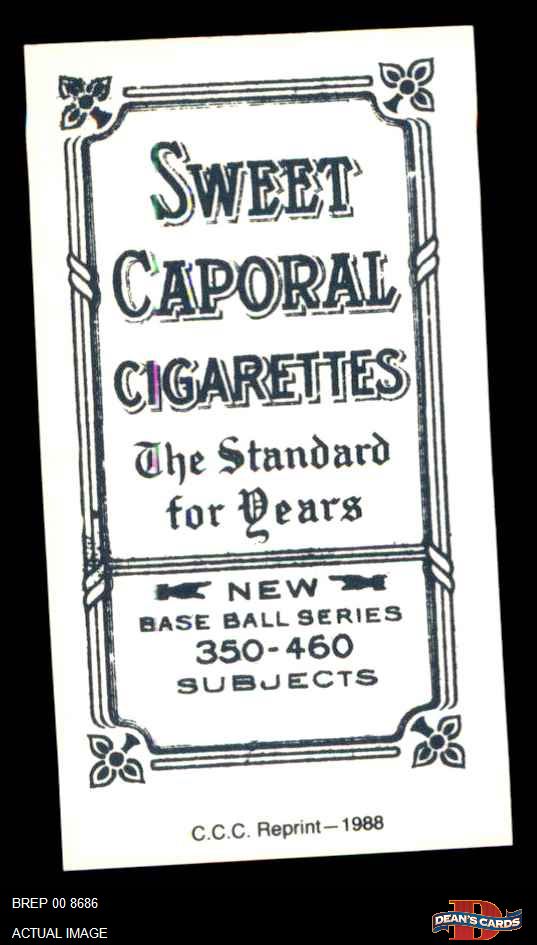 SWEET
CAPORAL
CIGARETTES
The Standard
for Years
NEW
BASE BALL SERIES
350-460
SUBJECTS
C.C.C. Reprint—1988
BREP 00 8686
ACTUAL IMAGE
D
DEAN'S CARDS